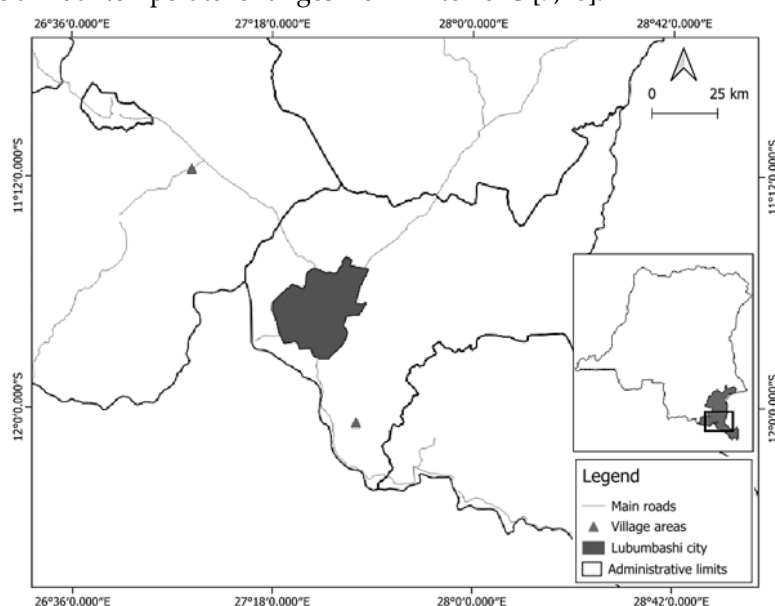 26°36'0.000"E 27°18'0.000"E 28°0'0.000"E 28°42'0.000"E
0 25 km
11°12'0.000"S 11°12'0.000"S
12°0'0.000"S 12°0'0.000"S
Legend
Main roads
Village areas
Lubumbashi city
Administrative limits
26°36'0.000"E 27°18'0.000"E 28°0'0.000"E 28°42'0.000"E